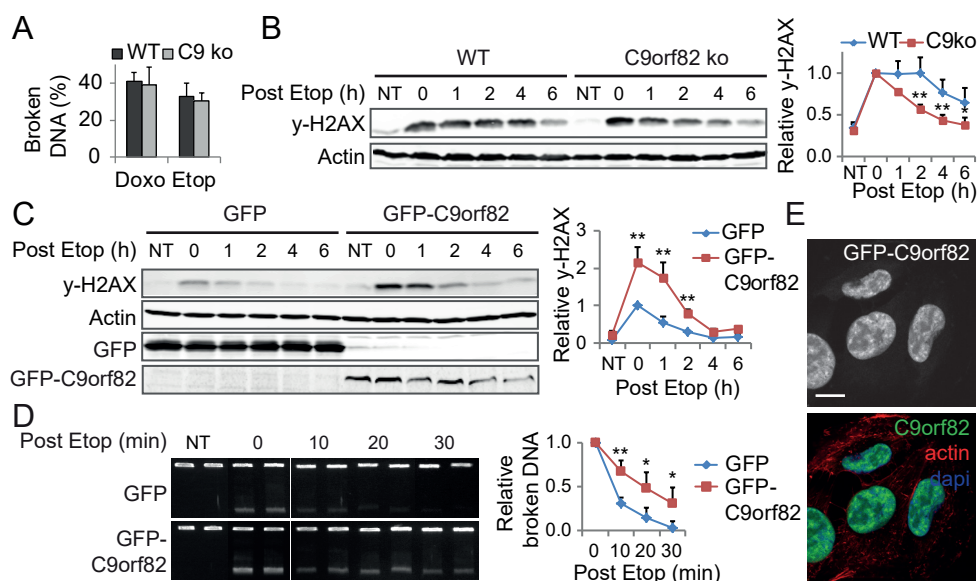 A
WT C9 ko
Broken DNA (%)
40
20
0
Doxo Etop
B
WT C9orf82 ko
Post Etop (h) NT 0 1 2 4 6 NT 0 1 2 4 6
y-H2AX
Actin
WT C9ko
Relative y-H2AX
1.0
0.5
0.0
** ** *
NT 0 1 2 4 6
Post Etop (h)
C
GFP GFP-C9orf82
Post Etop (h) NT 0 1 2 4 6 NT 0 1 2 4 6
y-H2AX
Actin
GFP
GFP-C9orf82
Relative y-H2AX
3
2
1
0
** ** **
GFP
GFP-
C9orf82
NT 0 1 2 4 6
Post Etop (h)
D
Post Etop (min) NT 0 10 20 30
GFP
GFP-
C9orf82
Relative
broken DNA
1.0
0.5
0
** * *
GFP
GFP-
C9orf82
0 10 20 30
Post Etop (min)
E
GFP-C9orf82
C9orf82
actin
dapi